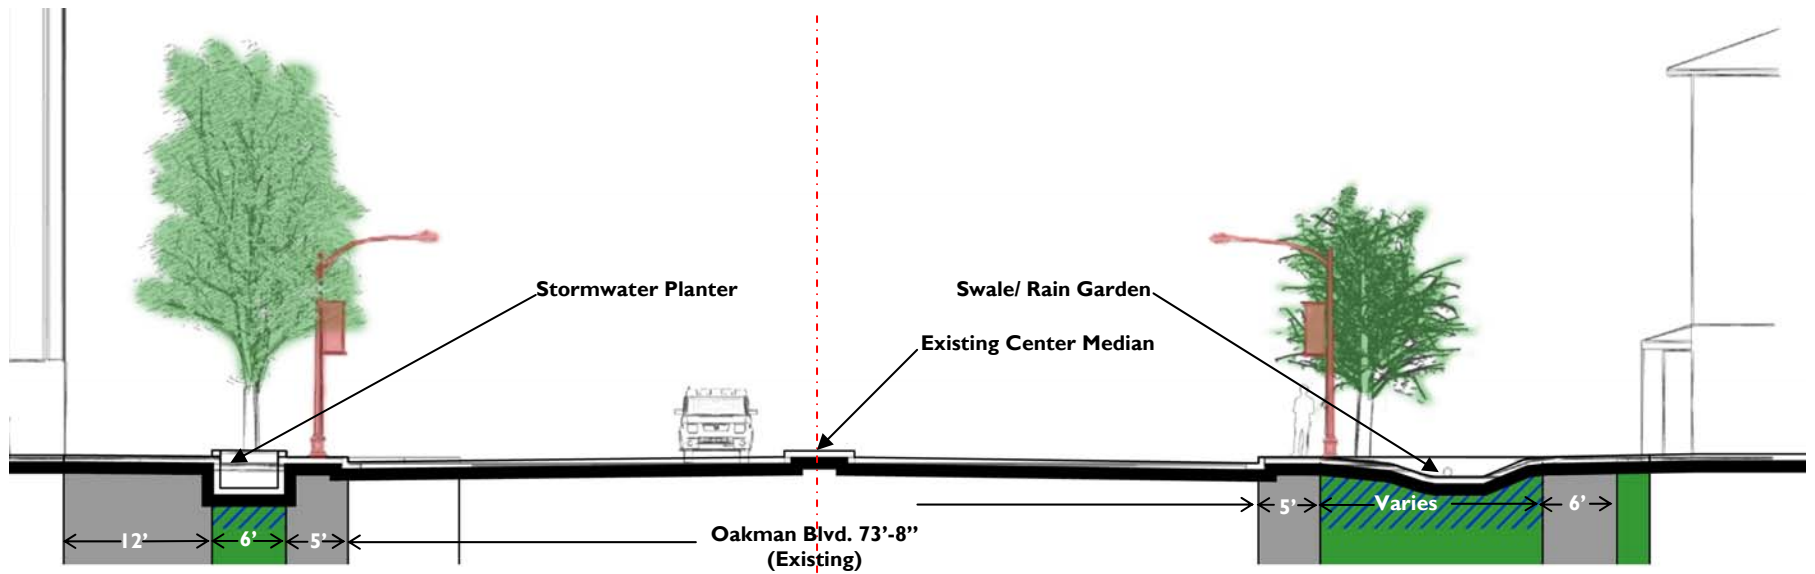 Stormwater Planter
Swale/ Rain Garden
Existing Center Median
12’
6’
5’
Oakman Blvd. 73’-8”
(Existing)
5’
Varies
6’